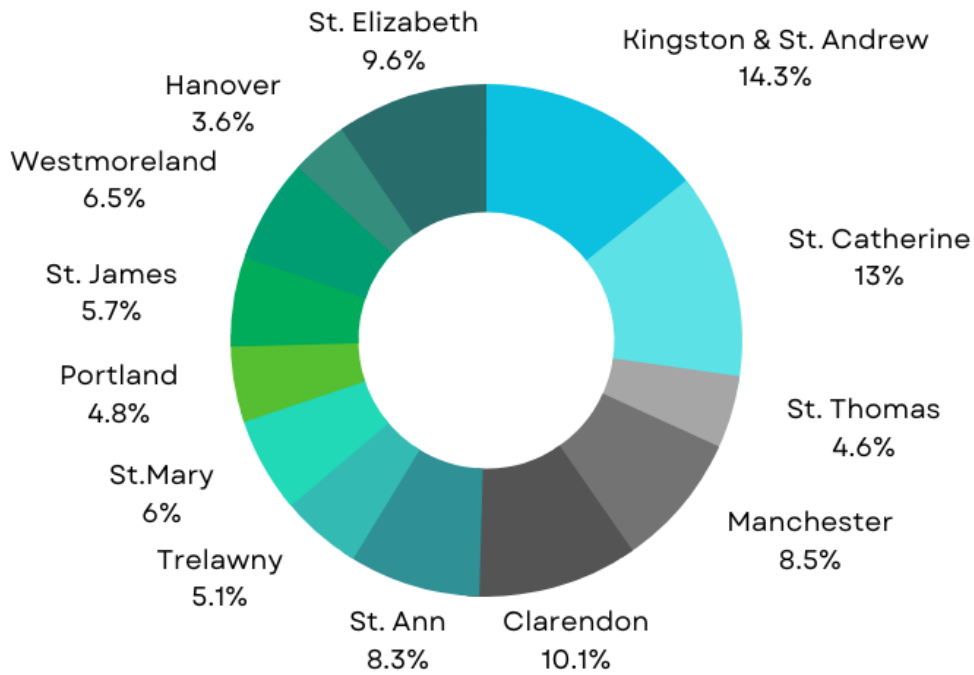 St. Elizabeth
9.6%
Kingston & St. Andrew
14.3%
Hanover
3.6%
Westmoreland
6.5%
St. Catherine
13%
St. James
5.7%
Portland
4.8%
St. Thomas
4.6%
St.Mary
6%
Manchester
8.5%
Trelawny
5.1%
St. Ann
8.3%
Clarendon
10.1%